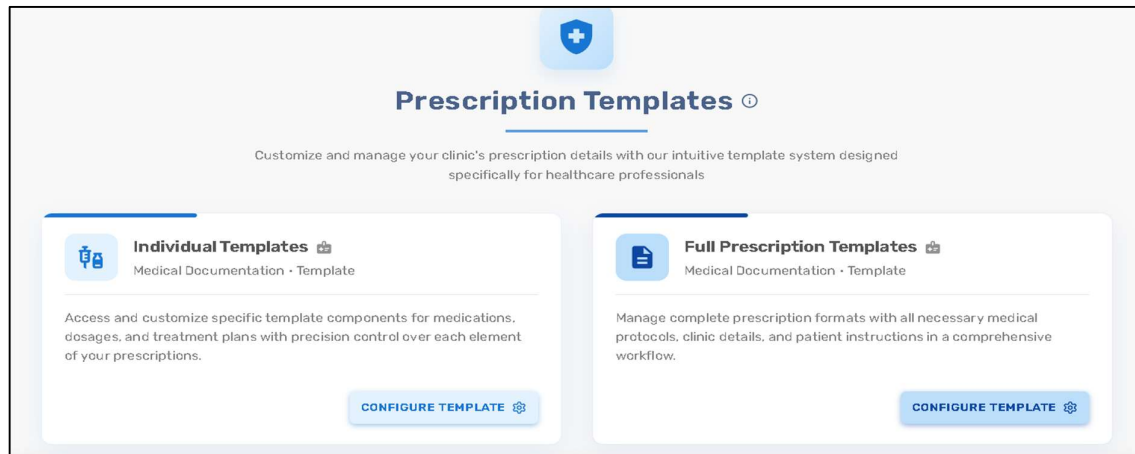 Prescription Templates
Customize and manage your clinic's prescription details with our intuitive template system designed
specifically for healthcare professionals
Individual Templates
Medical Documentation • Template
Access and customize specific template components for medications,
dosages, and treatment plans with precision control over each element
of your prescriptions.
CONFIGURE TEMPLATE
Full Prescription Templates
Medical Documentation • Template
Manage complete prescription formats with all necessary medical
protocols, clinic details, and patient instructions in a comprehensive
workflow.
CONFIGURE TEMPLATE